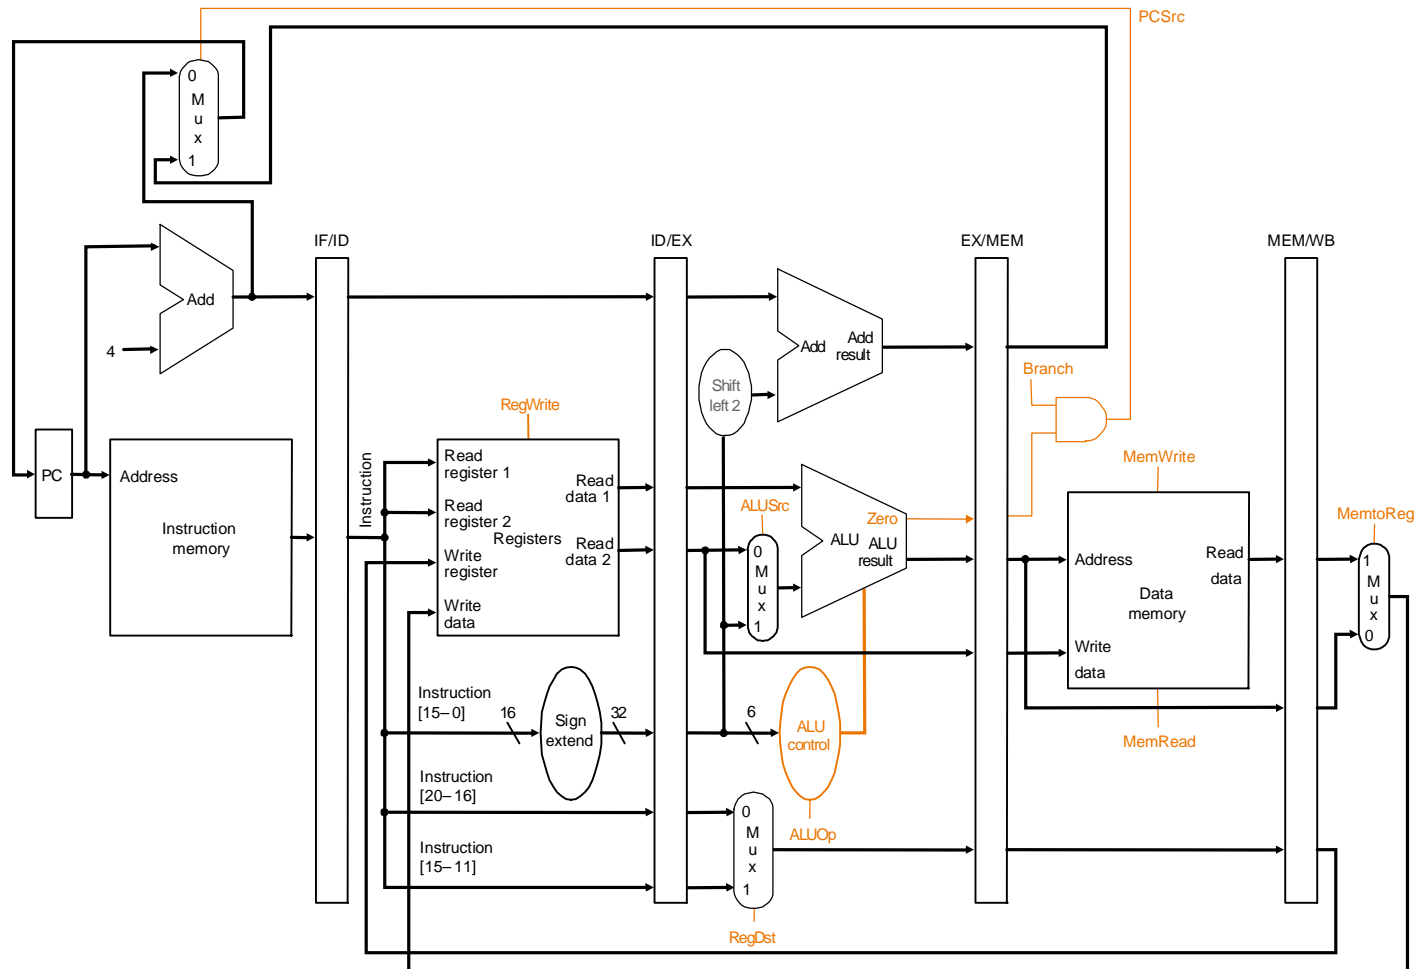 PCSrc
0
M
u
x
1
IF/ID
ID/EX
EX/MEM
MEM/WB
Add
4
Add
Add
result
Shift
left 2
Branch
RegWrite
PC
Address
Instruction
memory
Instruction
Read
register 1
Read
register 2
Write
register
Write
data
Registers
Read
data 1
Read
data 2
ALUSrc
0
M
u
x
1
Zero
ALU
ALU
result
MemWrite
Address
Read
data
Data
memory
Write
data
MemRead
MemtoReg
1
M
u
x
0
Instruction
[15–0]
16
Sign
extend
32
6
ALU
control
ALUOp
Instruction
[20–16]
Instruction
[15–11]
0
M
u
x
1
RegDst